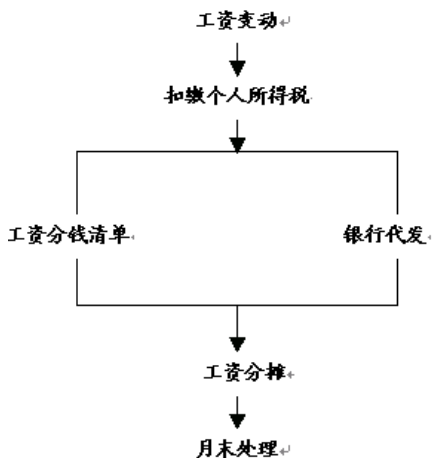 工资变动
扣缴个人所得税
工资分钱清单
银行代发
工资分摊
月末处理